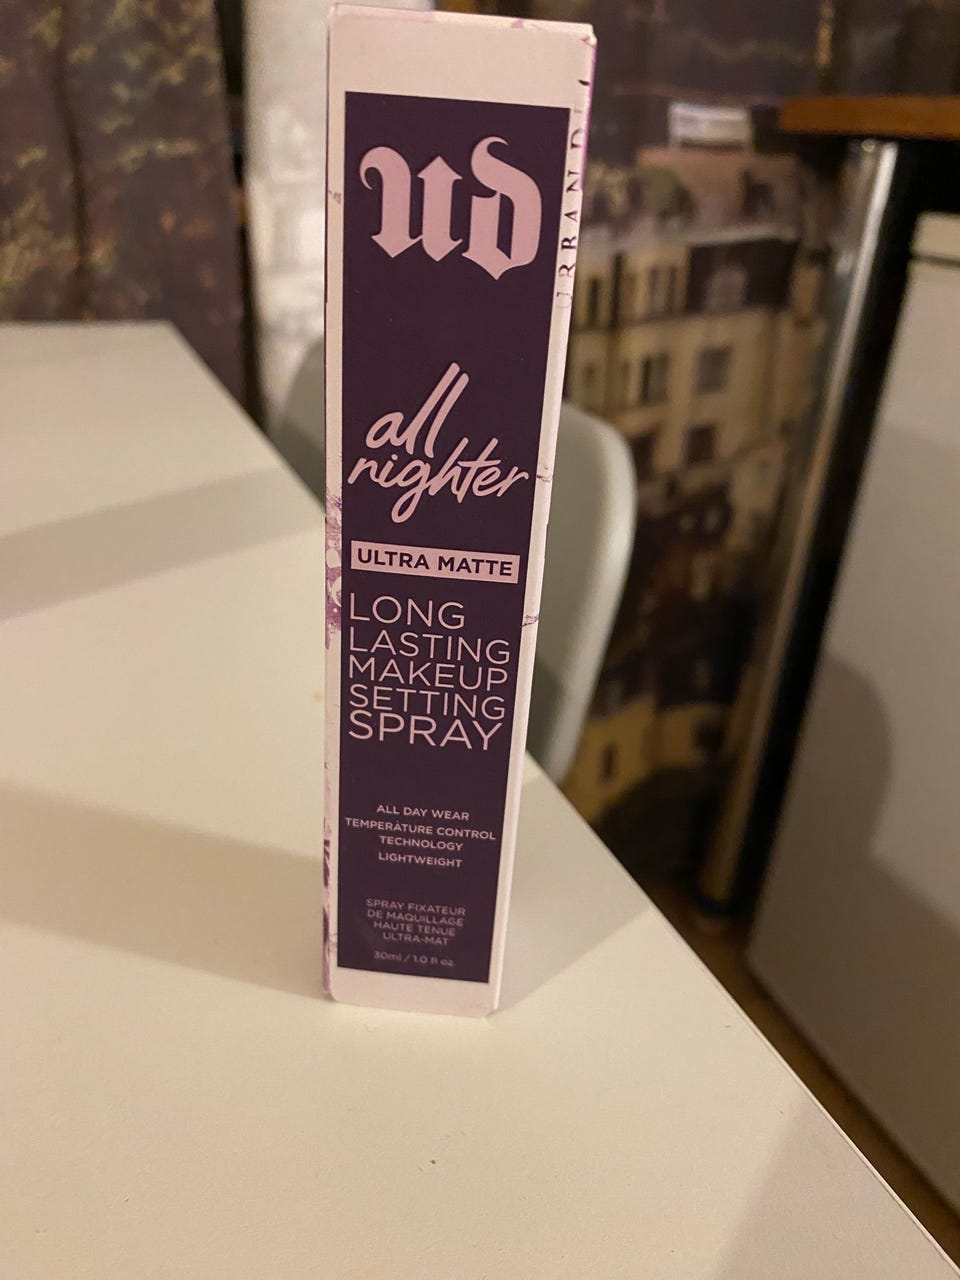 ud
URBAN D
all
nighter
ULTRA MATTE
LONG
LASTING
MAKEUP
SETTING
SPRAY
ALL DAY WEAR
TEMPERATURE CONTROL
TECHNOLOGY
LIGHTWEIGHT
SPRAY FIXATEUR
DE MAQUILLAGE
HAUTE TENUE
ULTRA-MAT
30ml / 1.0 fl oz.